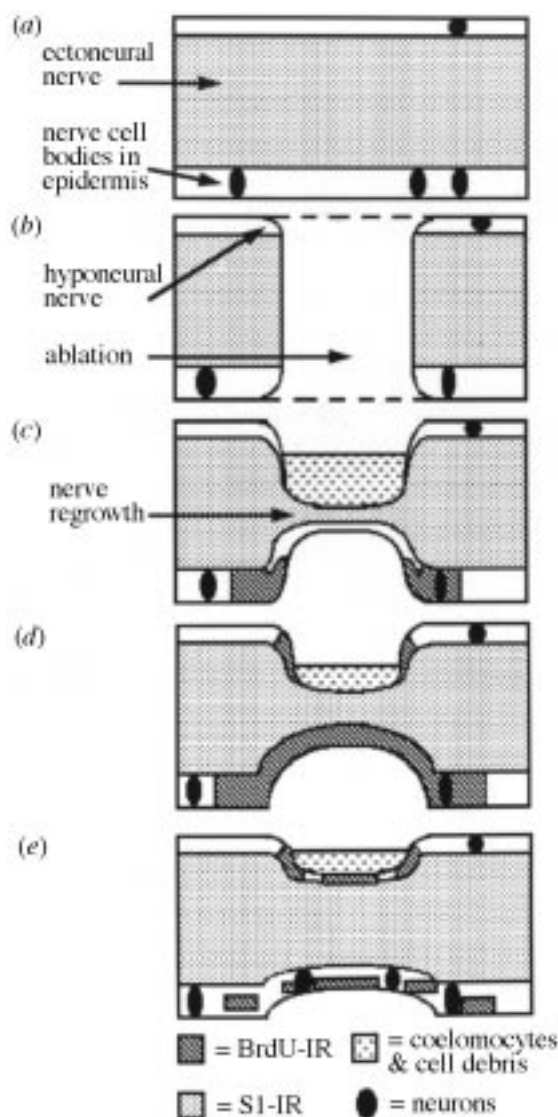 (a)
ectoneural
nerve
nerve cell
bodies in
epidermis
(b)
hyponeural
nerve
ablation
(c)
nerve
regrowth
(d)
(e)
= BrdU-IR
= coelomocytes
& cell debris
= S1-IR
= neurons